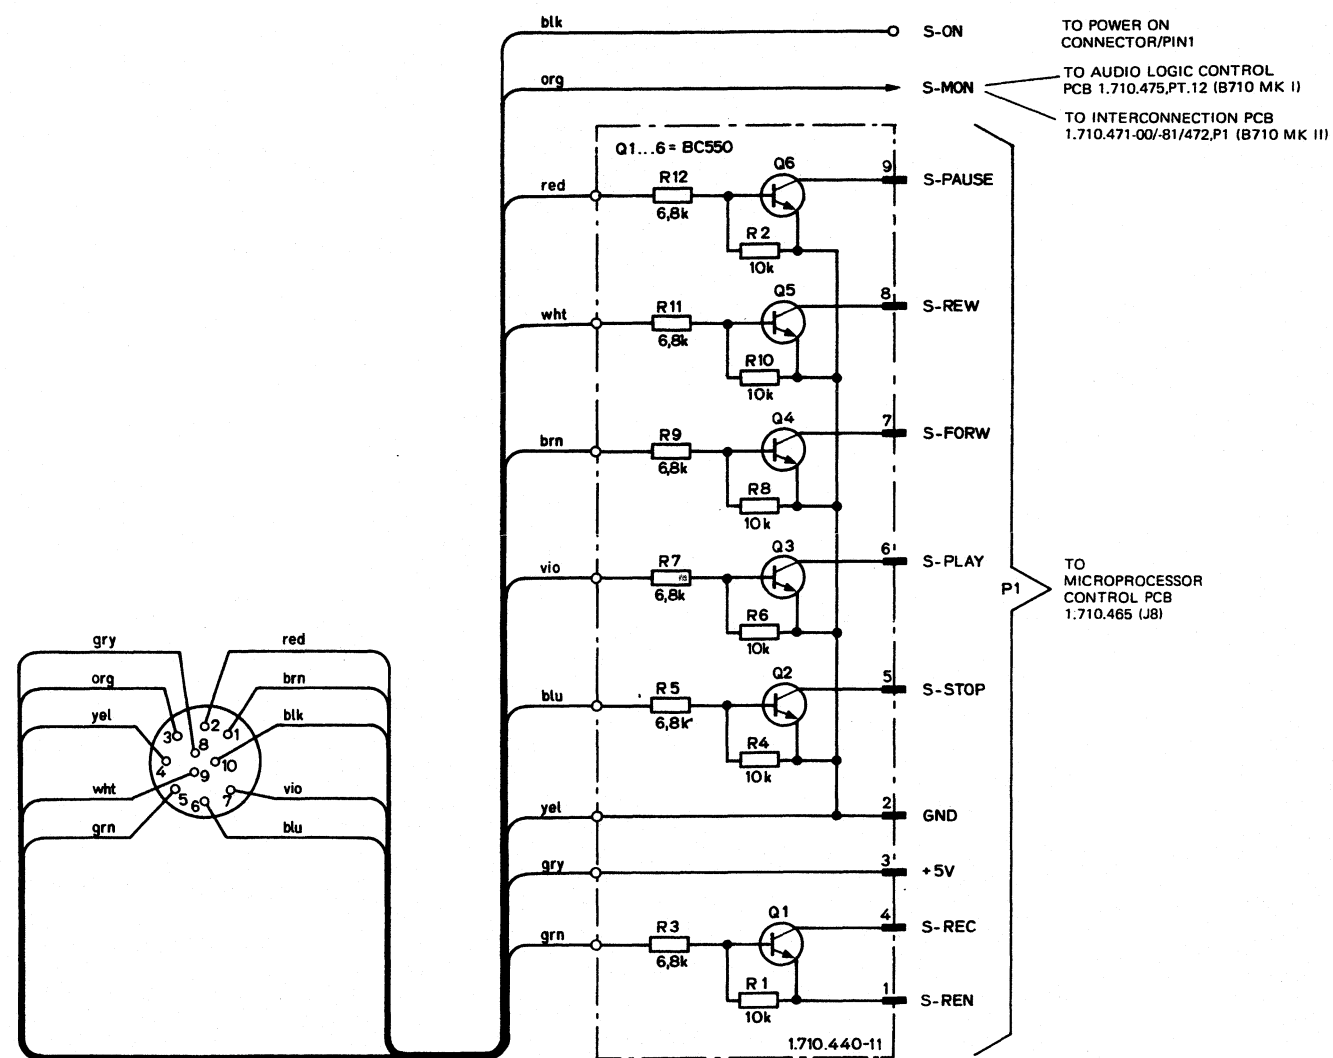 blk
S-ON
TO POWER ON
CONNECTOR/PIN1
org
S-MON
TO AUDIO LOGIC CONTROL
PCB 1.710.475,PT.12 (B710 MK I)
TO INTERCONNECTION PCB
1.710.471-00/-81/472,P1 (B710 MK II)
Q1...6 = BC550
red
R12
6,8k
Q6
9
S-PAUSE
R2
10k
wht
R11
6,8k
Q5
8
S-REW
R10
10k
brn
R9
6,8k
Q4
7
S-FORW
R8
10k
vio
R7
6,8k
Q3
6
S-PLAY
R6
10k
P1
TO
MICROPROCESSOR
CONTROL PCB
1.710.465 (J8)
blu
R5
6,8k
Q2
5
S-STOP
R4
10k
yel
2
GND
gry
3
+5V
grn
R3
6,8k
Q1
4
S-REC
R1
10k
1
S-REN
1.710.440-11
gry
red
org
brn
yel
blk
wht
vio
grn
blu
3
2
1
8
4
9
10
5
6
7